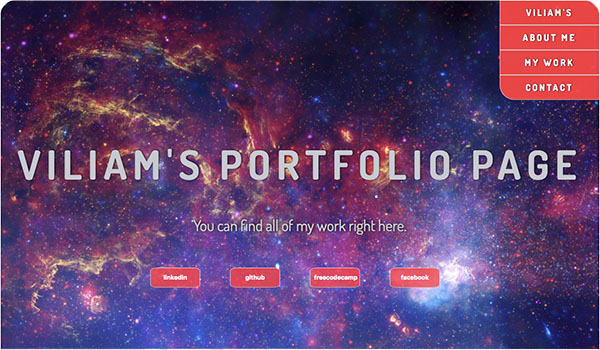 VILIAM'S
ABOUT ME
MY WORK
CONTACT
VILIAM'S PORTFOLIO PAGE
You can find all of my work right here.
linkedin
github
freecodecamp
facebook